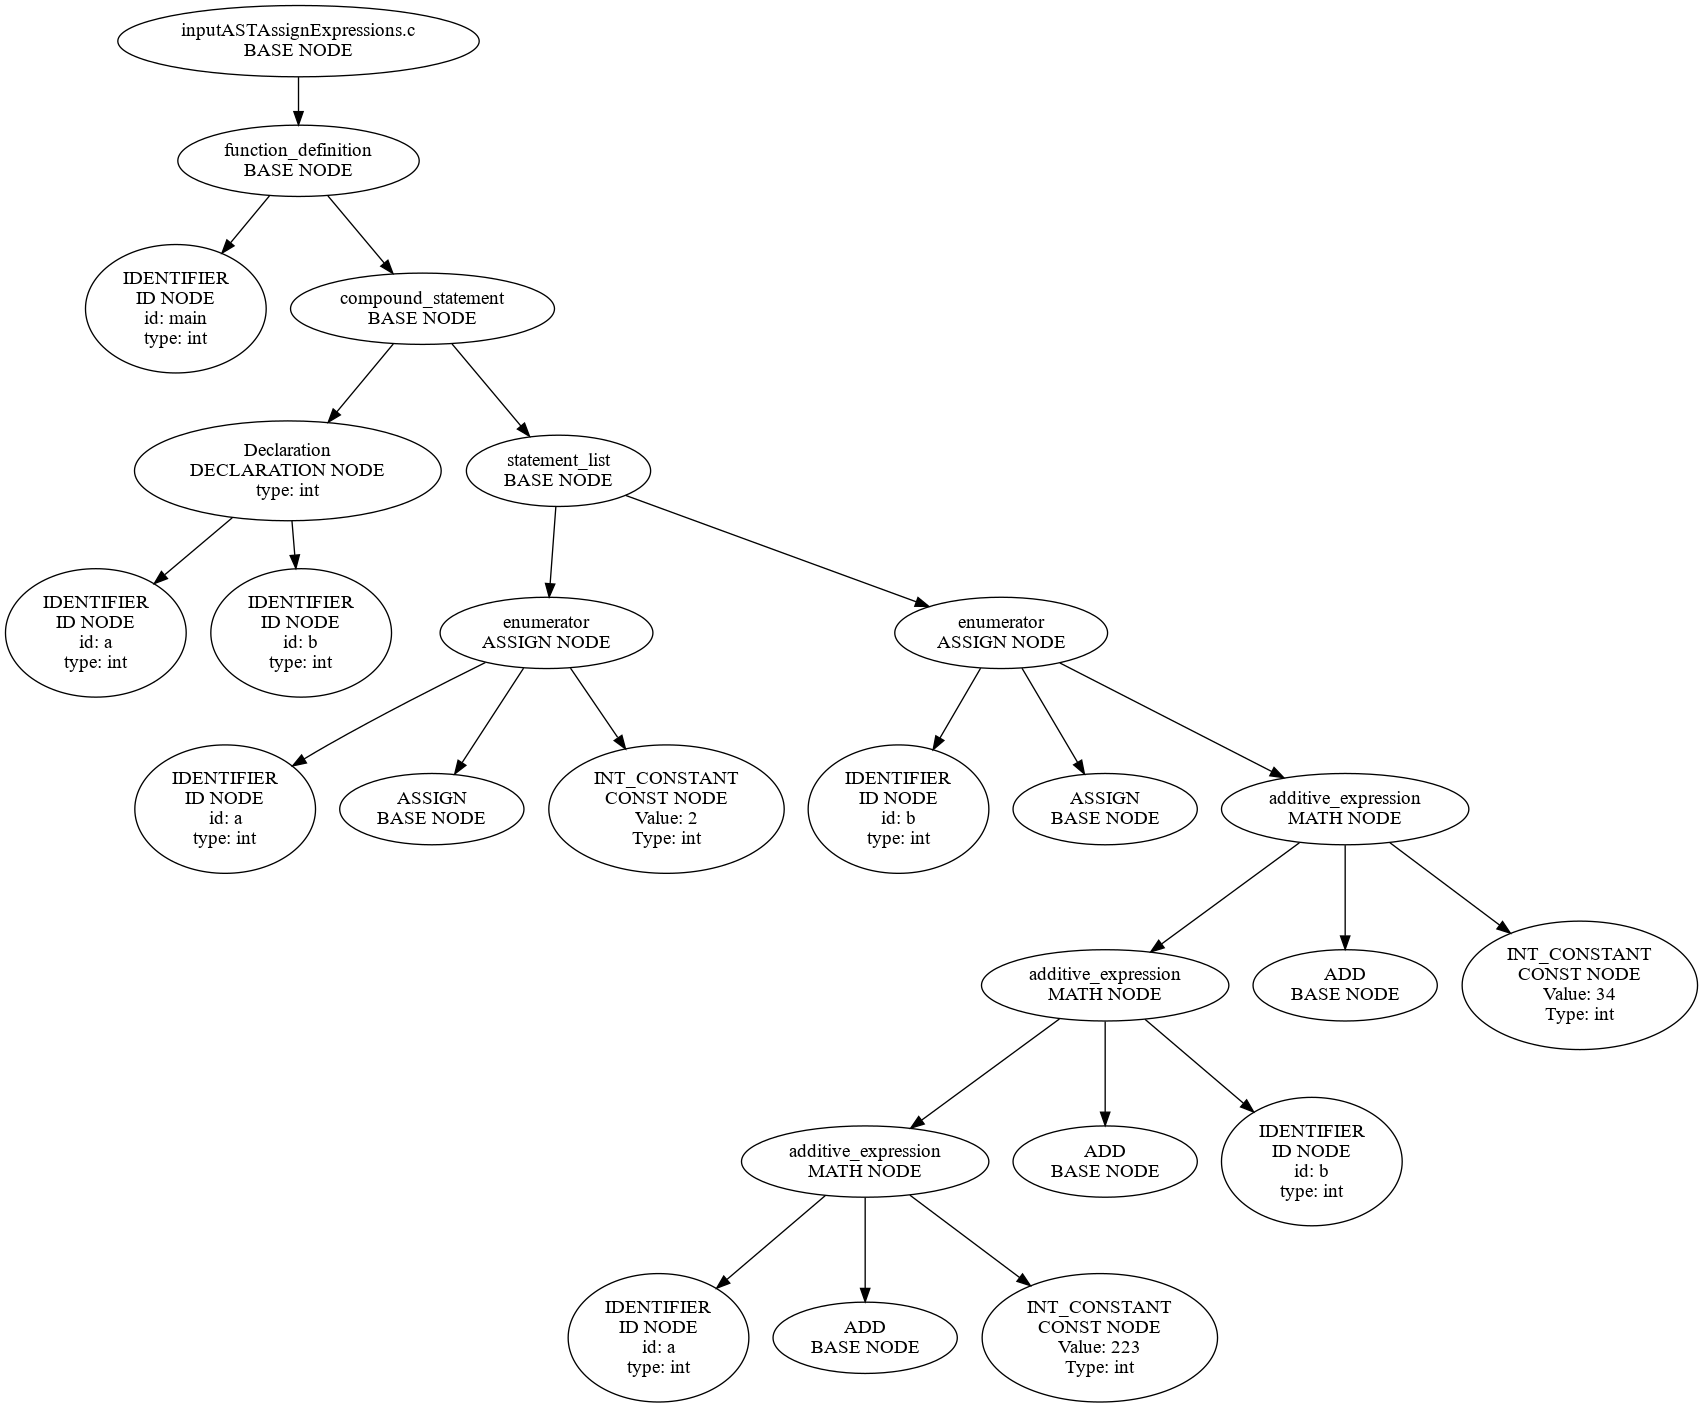 inputASTAssignExpressions.c
BASE NODE
function_definition
BASE NODE
IDENTIFIER
ID NODE
id: main
type: int
compound_statement
BASE NODE
Declaration
DECLARATION NODE
type: int
statement_list
BASE NODE
IDENTIFIER
ID NODE
id: a
type: int
IDENTIFIER
ID NODE
id: b
type: int
enumerator
ASSIGN NODE
enumerator
ASSIGN NODE
IDENTIFIER
ID NODE
id: a
type: int
ASSIGN
BASE NODE
INT_CONSTANT
CONST NODE
Value: 2
Type: int
IDENTIFIER
ID NODE
id: b
type: int
ASSIGN
BASE NODE
additive_expression
MATH NODE
additive_expression
MATH NODE
ADD
BASE NODE
INT_CONSTANT
CONST NODE
Value: 34
Type: int
additive_expression
MATH NODE
ADD
BASE NODE
IDENTIFIER
ID NODE
id: b
type: int
IDENTIFIER
ID NODE
id: a
type: int
ADD
BASE NODE
INT_CONSTANT
CONST NODE
Value: 223
Type: int